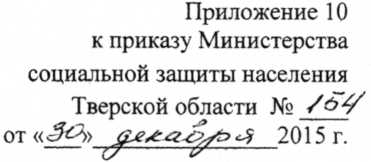 Приложение 10
к приказу Министерства
социальной защиты населения
Тверской области № 154
от «30» декабря 2015 г.